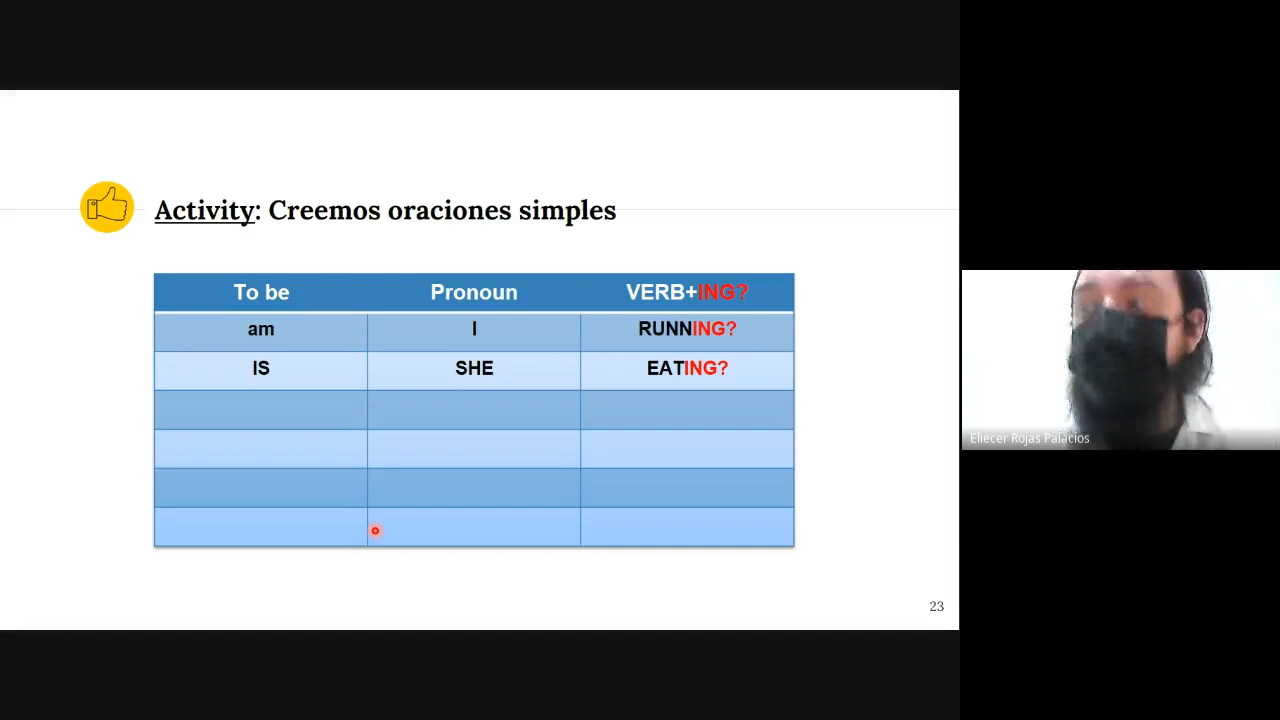 Activity: Creemos oraciones simples
To be Pronoun VERB+ING?
am I RUNNING?
IS SHE EATING?
Eliecer Rojas Palacios
23